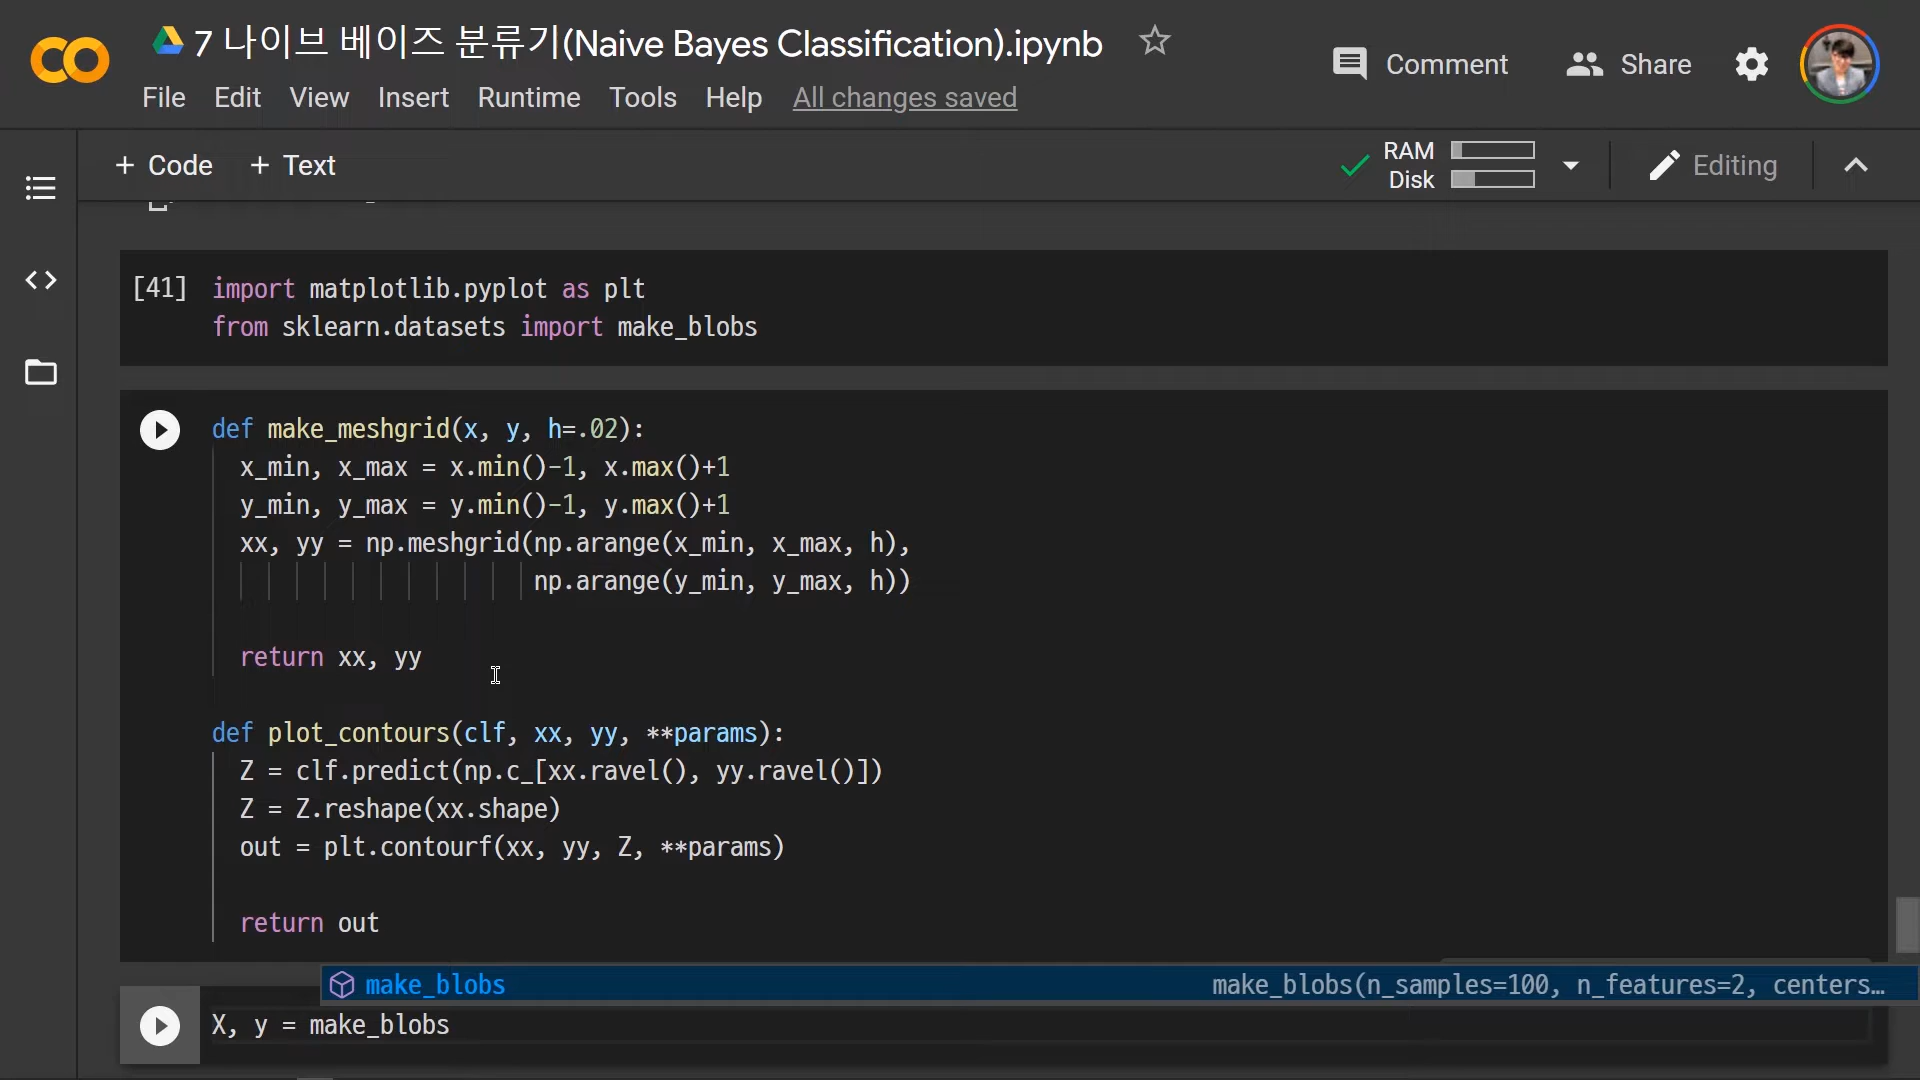 7 나이브 베이즈 분류기(Naive Bayes Classification).ipynb
Comment
Share
File Edit View Insert Runtime Tools Help All changes saved
+ Code + Text
RAM
Disk
Editing
[41] import matplotlib.pyplot as plt
from sklearn.datasets import make_blobs
def make_meshgrid(x, y, h=.02):
x_min, x_max = x.min()-1, x.max()+1
y_min, y_max = y.min()-1, y.max()+1
xx, yy = np.meshgrid(np.arange(x_min, x_max, h),
np.arange(y_min, y_max, h))
return xx, yy
def plot_contours(clf, xx, yy, **params):
Z = clf.predict(np.c_[xx.ravel(), yy.ravel()])
Z = Z.reshape(xx.shape)
out = plt.contourf(xx, yy, Z, **params)
return out
make_blobs make_blobs(n_samples=100, n_features=2, centers…
X, y = make_blobs